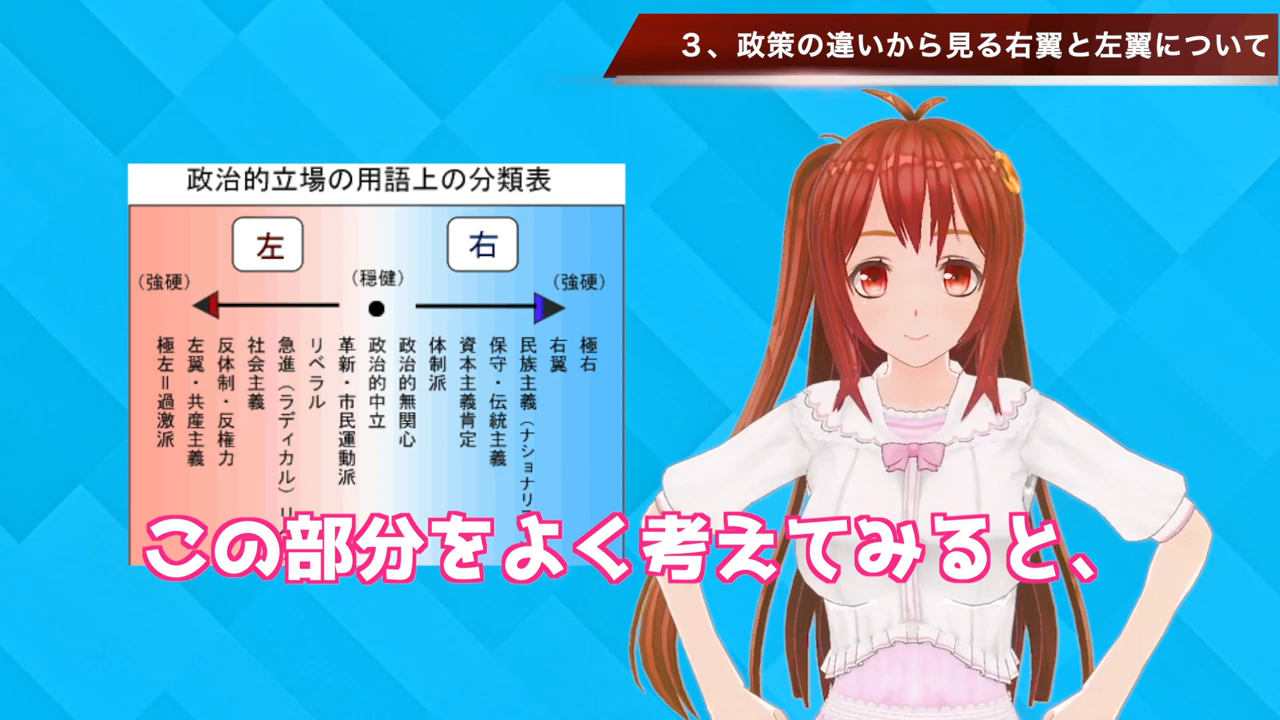 3、政策の違いから見る右翼と左翼について
政治的立場の用語上の分類表
左
右
（強硬）
（穏健）
（強硬）
極左＝過激派
左翼・共産主義
反体制・反権力
社会主義
急進（ラディカル）リ
リベラル
革新・市民運動派
政治的中立
政治的無関心
体制派
資本主義肯定
保守・伝統主義
民族主義（ナショナリ
右翼
極右
この部分をよく考えてみると、